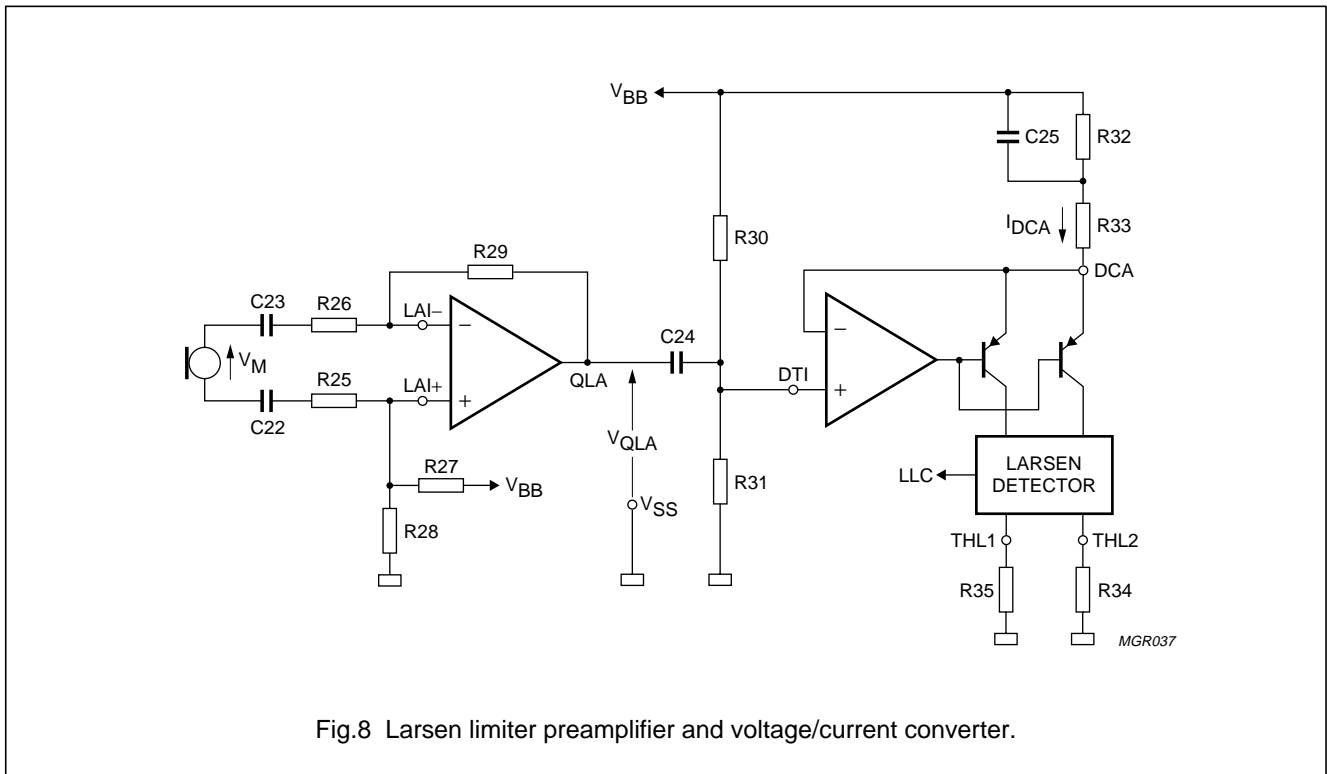 VBB
C25
R32
IDCA
R33
R30
DCA
R29
C23
R26
LAI−
−
VM
C24
−
R25
LAI+
+
QLA
DTI
+
C22
VQLA
R27
VBB
R31
LLC
LARSEN
DETECTOR
VSS
R28
THL1
THL2
R35
R34
MGR037
Fig.8 Larsen limiter preamplifier and voltage/current converter.